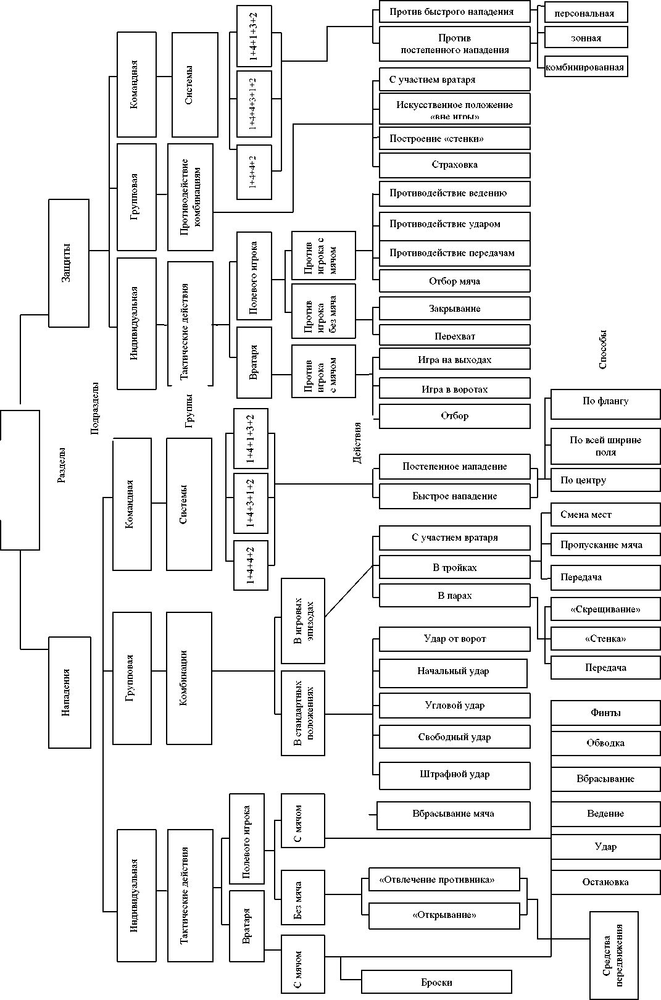 Разделы
Подразделы
Группы
Действия
Способы
Защиты
Командная
Системы
1+4+1+3+2
1+4+4+3+1+2
1+4+4+2
Против быстрого нападения
Против
постепенного нападения
персональная
зонная
комбинированная
Групповая
Противодействие
комбинациям
С участием вратаря
Искусственное положение
«вне игры»
Построение «стенки»
Страховка
Индивидуальная
Тактические действия
Полевого игрока
Против
игрока с
мячом
Противодействие ведению
Противодействие ударом
Противодействие передачам
Отбор мяча
Против
игрока
без мяча
Закрывание
Перехват
Вратаря
Против
игрока
с мячом
Игра на выходах
Игра в воротах
Отбор
Нападения
Командная
Системы
1+4+1+3+2
1+4+3+1+2
1+4+4+2
Постепенное нападение
Быстрое нападение
По флангу
По всей ширине
поля
По центру
Групповая
Комбинации
В игровых
эпизодах
С участием вратаря
В тройках
В парах
Смена мест
Пропускание мяча
Передача
«Скрещивание»
«Стенка»
Передача
В стандартных
положениях
Удар от ворот
Начальный удар
Угловой удар
Свободный удар
Штрафной удар
Вбрасывание мяча
Индивидуальная
Тактические действия
Полевого игрока
С мячом
Финты
Обводка
Вбрасывание
Ведение
Удар
Остановка
Без мяча
«Отвлечение противника»
«Открывание»
Средства
передвижения
Вратаря
С мячом
Броски